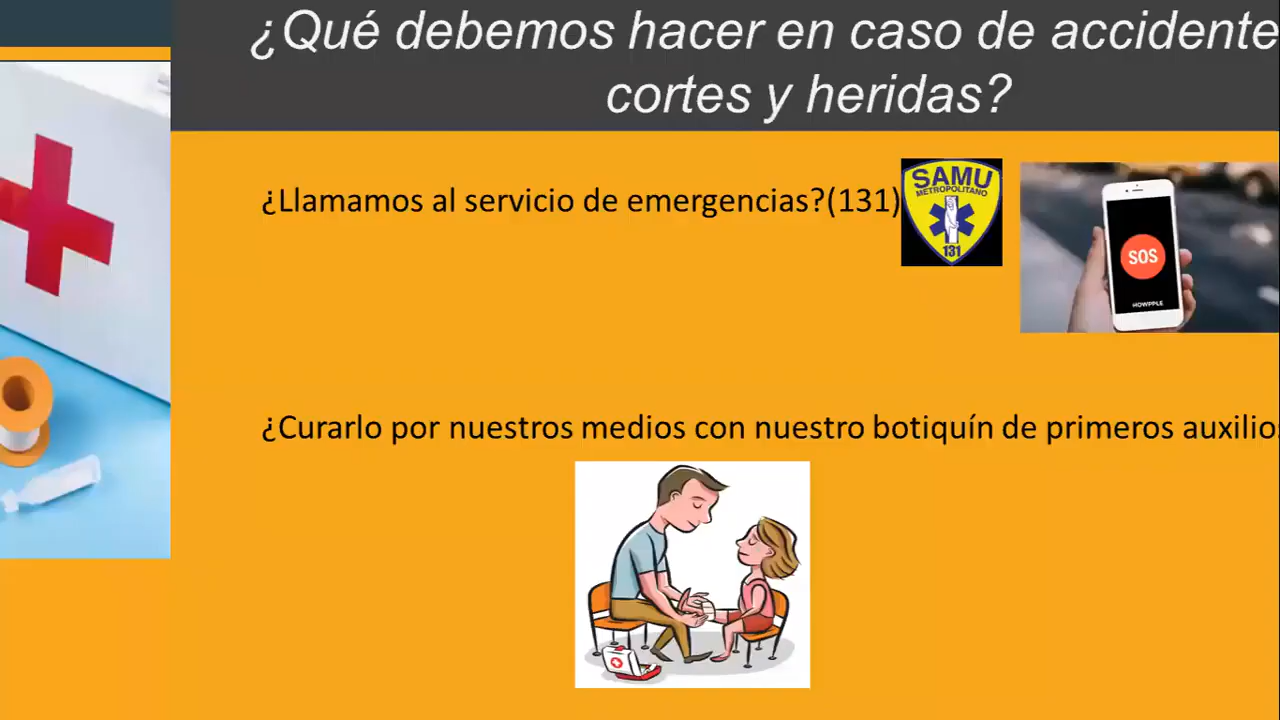 ¿Qué debemos hacer en caso de accidente
cortes y heridas?
¿Llamamos al servicio de emergencias?(131)
SAMU
METROPOLITANO
131
SOS
HOWPPLE
¿Curarlo por nuestros medios con nuestro botiquín de primeros auxilio